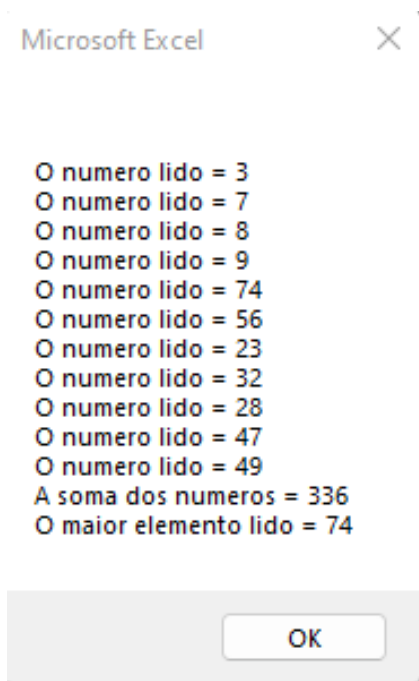 Microsoft Excel
O numero lido = 3
O numero lido = 7
O numero lido = 8
O numero lido = 9
O numero lido = 74
O numero lido = 56
O numero lido = 23
O numero lido = 32
O numero lido = 28
O numero lido = 47
O numero lido = 49
A soma dos numeros = 336
O maior elemento lido = 74
OK